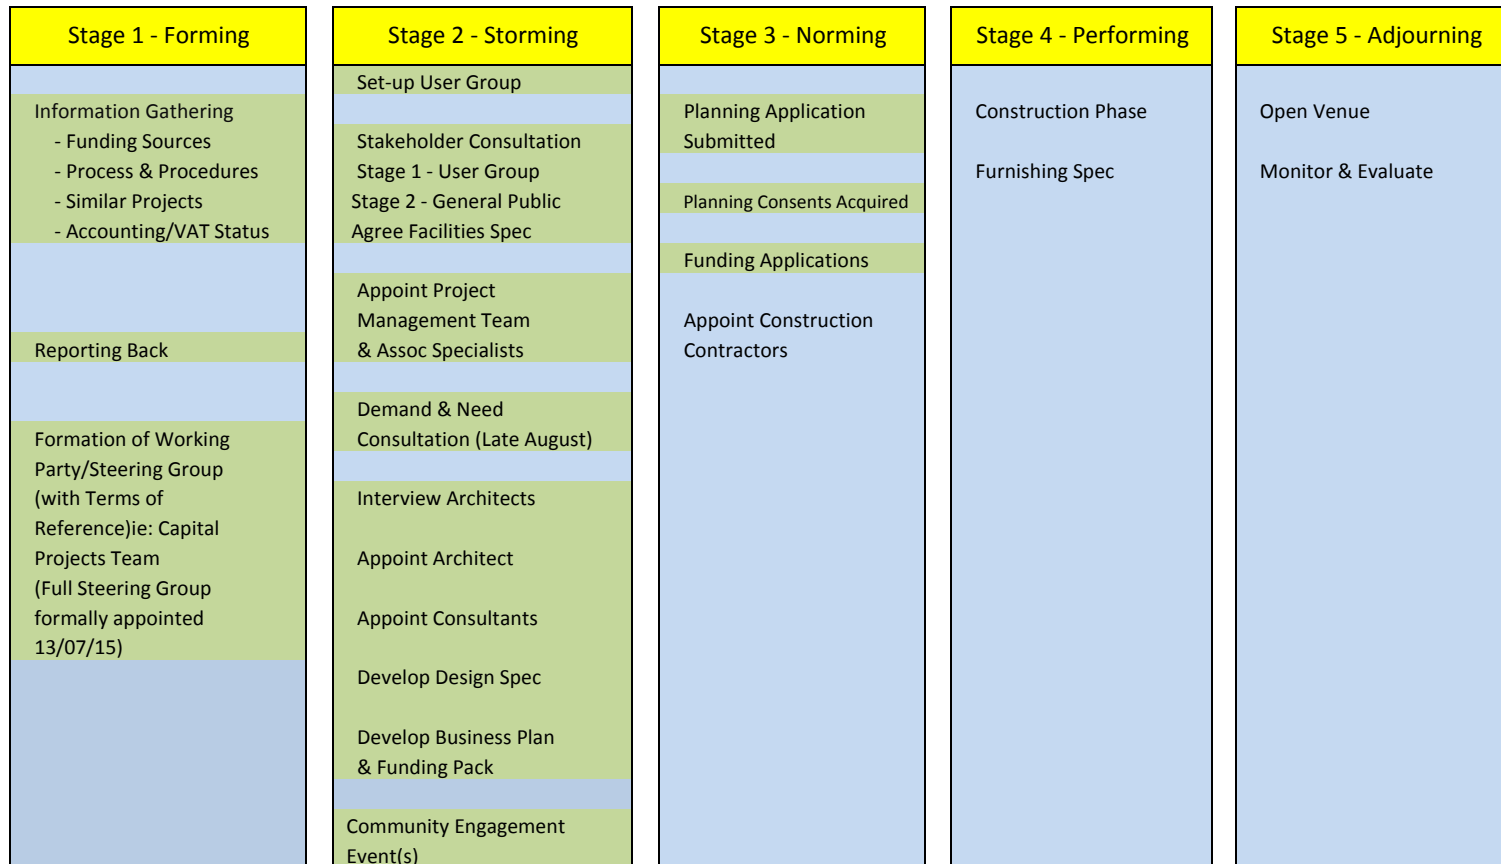 Stage 1 - Forming
Information Gathering
- Funding Sources
- Process & Procedures
- Similar Projects
- Accounting/VAT Status
Reporting Back
Formation of Working
Party/Steering Group
(with Terms of
Reference)ie: Capital
Projects Team
(Full Steering Group
formally appointed
13/07/15)
Stage 2 - Storming
Set-up User Group
Stakeholder Consultation
Stage 1 - User Group
Stage 2 - General Public
Agree Facilities Spec
Appoint Project
Management Team
& Assoc Specialists
Demand & Need
Consultation (Late August)
Interview Architects
Appoint Architect
Appoint Consultants
Develop Design Spec
Develop Business Plan
& Funding Pack
Community Engagement
Event(s)
Stage 3 - Norming
Planning Application
Submitted
Planning Consents Acquired
Funding Applications
Appoint Construction
Contractors
Stage 4 - Performing
Construction Phase
Furnishing Spec
Stage 5 - Adjourning
Open Venue
Monitor & Evaluate